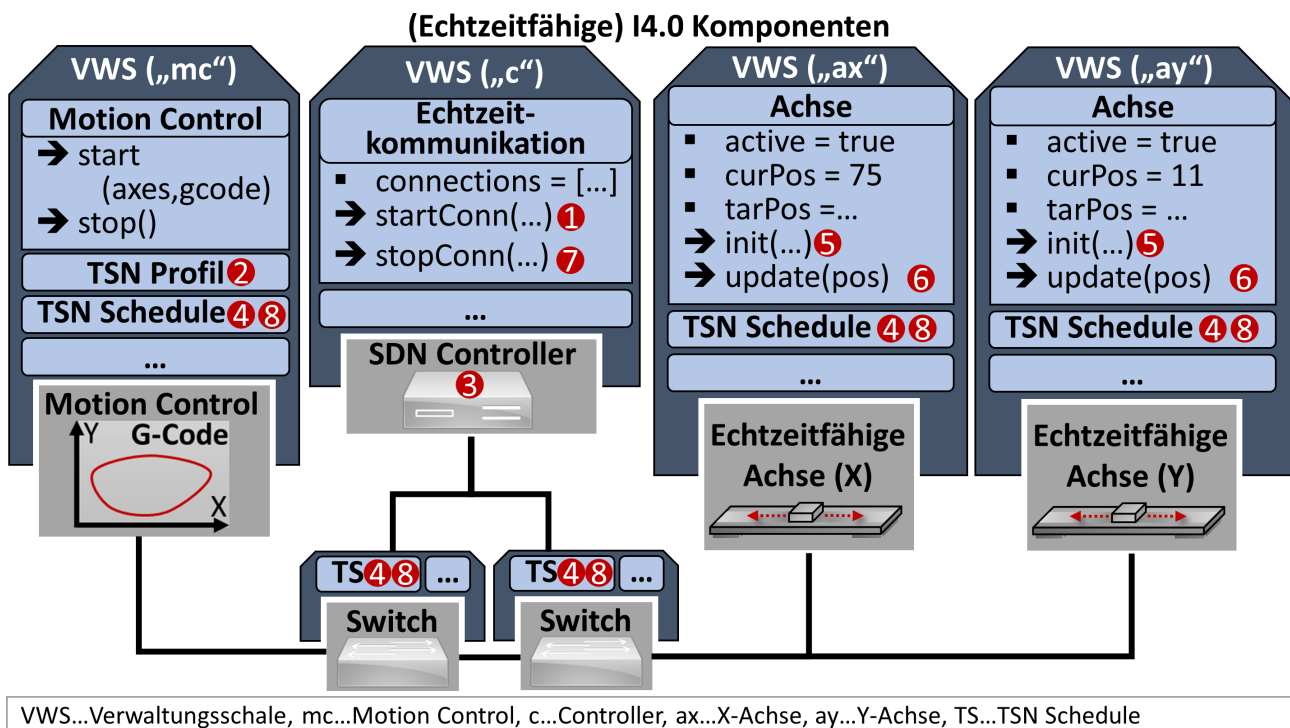 (Echtzeitfähige) I4.0 Komponenten
VWS („mc“)
Motion Control
➔ start
(axes,gcode)
➔ stop()
TSN Profil 2
TSN Schedule 4 8
...
Motion Control
Y G-Code
X
VWS („c“)
Echtzeit-
kommunikation
▪ connections = [...]
➔ startConn(...) 1
➔ stopConn(...) 7
...
SDN Controller
3
VWS („ax“)
Achse
▪ active = true
▪ curPos = 75
▪ tarPos =...
➔ init(...) 5
➔ update(pos) 6
TSN Schedule 4 8
...
Echtzeitfähige
Achse (X)
VWS („ay“)
Achse
▪ active = true
▪ curPos = 11
▪ tarPos = ...
➔ init(...) 5
➔ update(pos) 6
TSN Schedule 4 8
...
Echtzeitfähige
Achse (Y)
TS 4 8 ...
Switch
TS 4 8 ...
Switch
VWS...Verwaltungsschale, mc...Motion Control, c...Controller, ax...X-Achse, ay...Y-Achse, TS...TSN Schedule